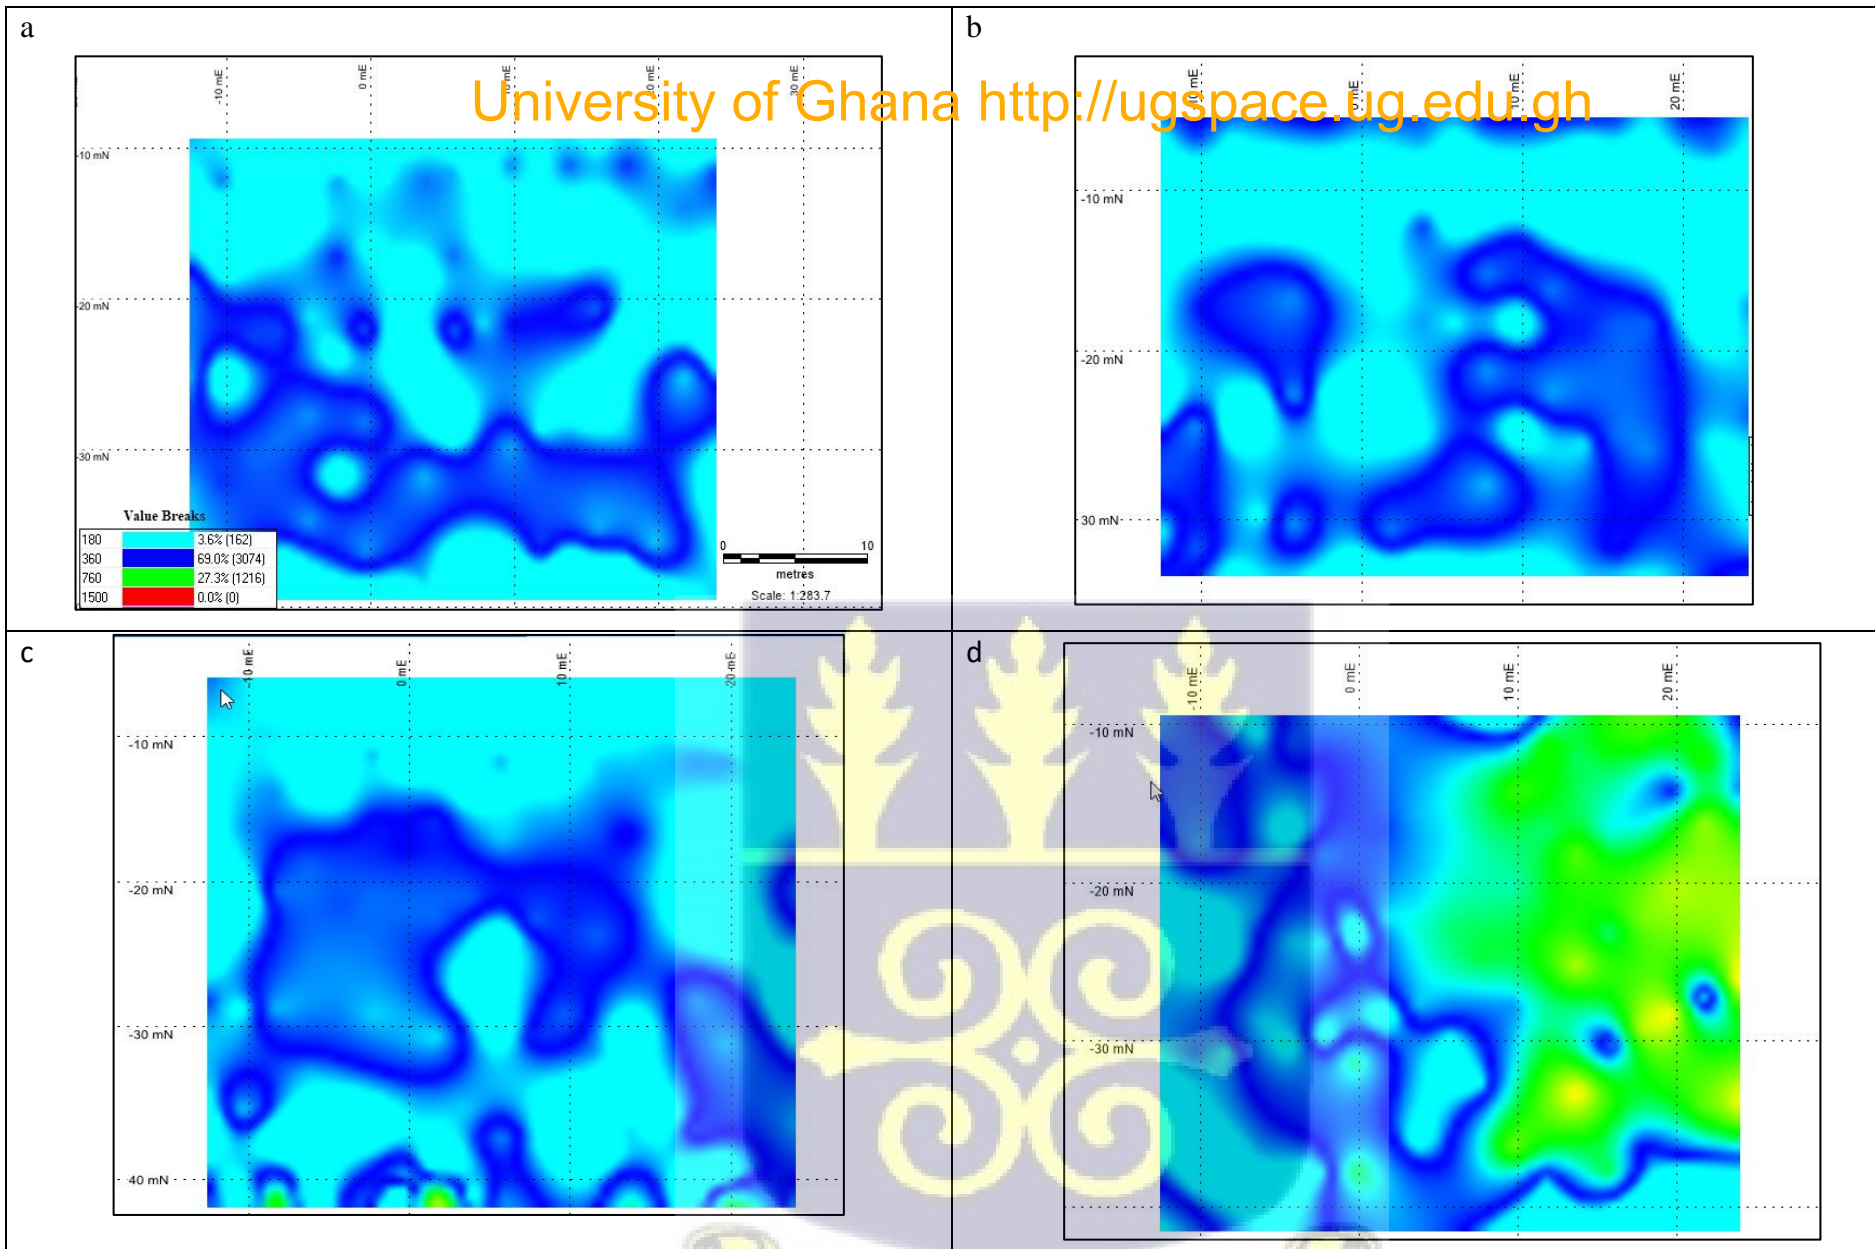 a
b
University of Ghana http://ugspace.ug.edu.gh
-10 mE
0 mE
30 mE
-10 mN
-20 mN
-30 mN
Value Breaks
180 3.6% (162)
360 69.0% (3074)
760 27.3% (1216)
1500 0.0% (0)
0 10
metres
Scale: 1:283.7
0 mE
10 mE
20 mE
-10 mN
-20 mN
30 mN
c
-10 mE
0 mE
10 mE
20 mE
-10 mN
-20 mN
-30 mN
40 mN
d
-10 mE
0 mE
10 mE
20 mE
-10 mN
-20 mN
-30 mN